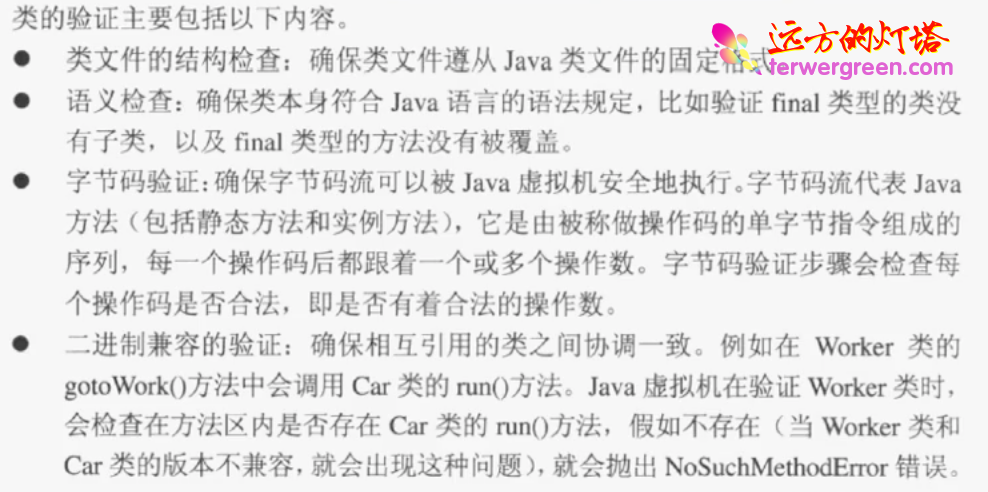 类的验证主要包括以下内容。
远方的灯塔
● 类文件的结构检查：确保类文件遵从 Java 类文件的固定格式
terwergreen.com
● 语义检查：确保类本身符合 Java 语言的语法规定，比如验证 final 类型的类没
有子类，以及 final 类型的方法没有被覆盖。
● 字节码验证：确保字节码流可以被 Java 虚拟机安全地执行。字节码流代表 Java
方法（包括静态方法和实例方法），它是由被称做操作码的单字节指令组成的
序列，每一个操作码后都跟着一个或多个操作数。字节码验证步骤会检查每
个操作码是否合法，即是否有着合法的操作数。
● 二进制兼容的验证：确保相互引用的类之间协调一致。例如在 Worker 类的
gotoWork()方法中会调用 Car 类的 run()方法。Java 虚拟机在验证 Worker 类时，
会检查在方法区内是否存在 Car 类的 run()方法，假如不存在（当 Worker 类和
Car 类的版本不兼容，就会出现这种问题），就会抛出 NoSuchMethodError 错误。